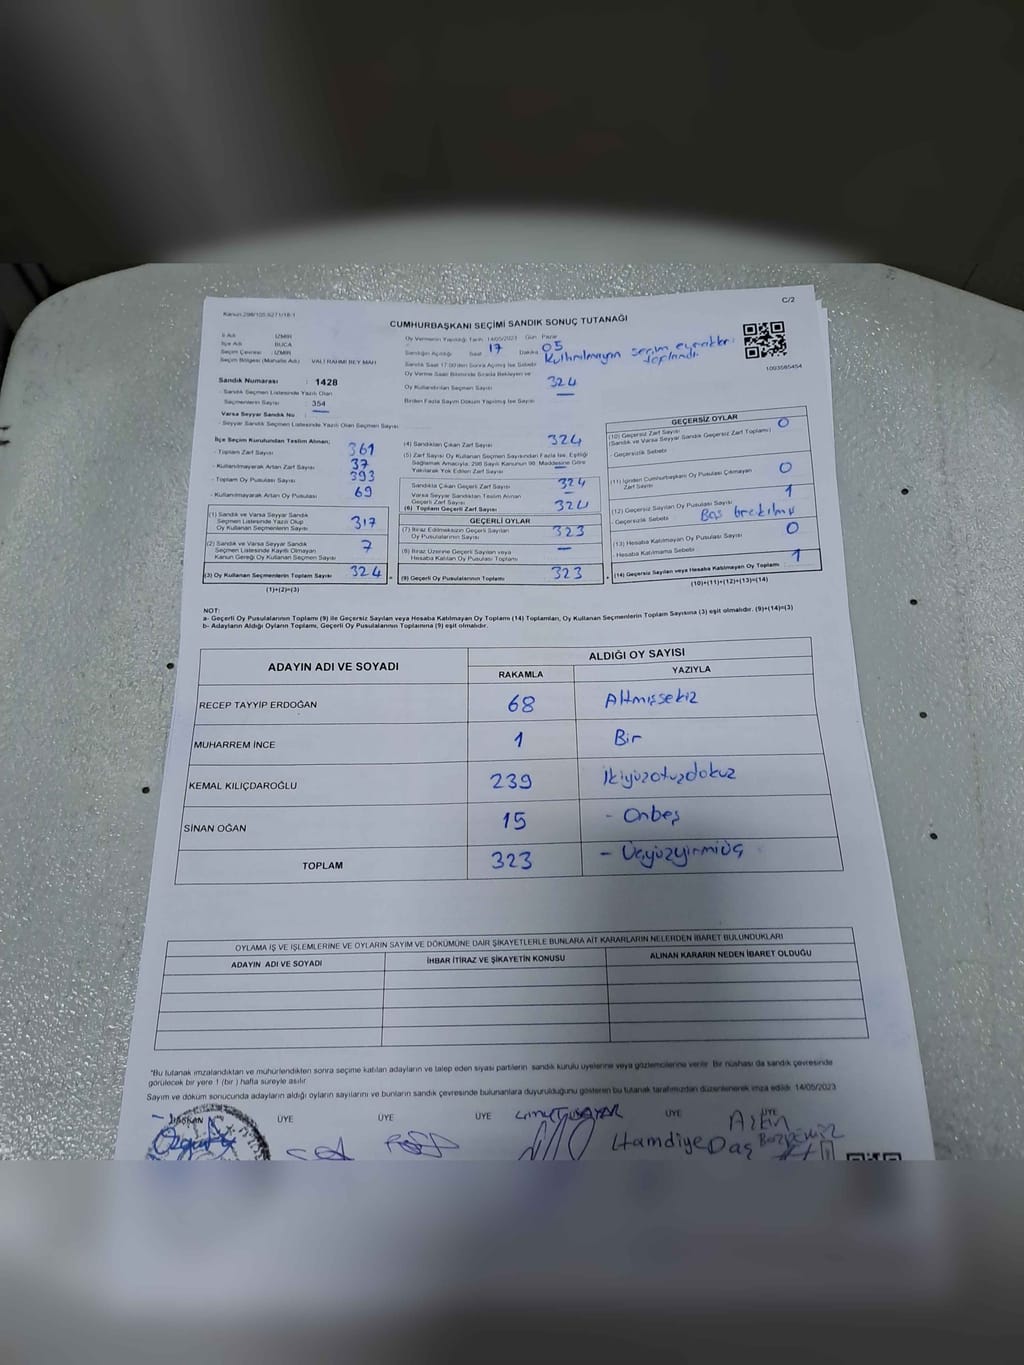 Kanun:298/105,6271/18-1
C/2
CUMHURBAŞKANI SEÇİMİ SANDIK SONUÇ TUTANAĞI
İl Adı : İZMİR
İlçe Adı : BUCA
Seçim Çevresi : İZMİR
Seçim Bölgesi (Mahalle Adı) : VALİ RAHMİ BEY MAH.
Oy Vermenin Yapıldığı Tarih: 14/05/2023 Gün: Pazar
Sandığın Açıldığı Saat 17 Dakika 05
Sandık Saat 17:00'den Sonra Açılmış İse Sebebi Kullanılmayan seçim evrakları toplandı
Oy Verme Saati Bitiminde Sırada Bekleyen ve
Oy Kullandırılan Seçmen Sayısı 324
Birden Fazla Sayım Döküm Yapılmış İse Sayısı
1003585454
Sandık Numarası : 1428
- Sandık Seçmen Listesinde Yazılı Olan
Seçmenlerin Sayısı : 354
Varsa Seyyar Sandık No :
- Seyyar Sandık Seçmen Listesinde Yazılı Olan Seçmen Sayısı:
İlçe Seçim Kurulundan Teslim Alınan;
- Toplam Zarf Sayısı 361
- Kullanılmayarak Artan Zarf Sayısı 37
- Toplam Oy Pusulası Sayısı 393
- Kullanılmayarak Artan Oy Pusulası 69
(1) Sandık ve Varsa Seyyar Sandık
Seçmen Listesinde Yazılı Olup
Oy Kullanan Seçmenlerin Sayısı 317
(2) Sandık ve Varsa Seyyar Sandık
Seçmen Listesinde Kayıtlı Olmayan
Kanun Gereği Oy Kullanan Seçmen Sayısı 7
(3) Oy Kullanan Seçmenlerin Toplam Sayısı 324
(1)+(2)=(3)
(4) Sandıktan Çıkan Zarf Sayısı 324
(5) Zarf Sayısı Oy Kullanan Seçmen Sayısından Fazla İse, Eşitliği
Sağlamak Amacıyla, 298 Sayılı Kanunun 98. Maddesine Göre
Yakılarak Yok Edilen Zarf Sayısı
Sandıkta Çıkan Geçerli Zarf Sayısı 324
Varsa Seyyar Sandıktan Teslim Alınan
Geçerli Zarf Sayısı
(6) Toplam Geçerli Zarf Sayısı 324
GEÇERLİ OYLAR
(7) İtiraz Edilmeksizin Geçerli Sayılan
Oy Pusulalarının Toplamı 323
(8) İtiraz Üzerine Geçerli Sayılan veya
Hesaba Katılan Oy Pusulası Toplamı —
(9) Geçerli Oy Pusulalarının Toplamı 323
GEÇERSİZ OYLAR
(10) Geçersiz Zarf Sayısı
(Sandık ve Varsa Seyyar Sandık Geçersiz Zarf Toplamı) 0
- Geçersizlik Sebebi
(11) İçinden Cumhurbaşkanı Oy Pusulası Çıkmayan
Zarf Sayısı 0
(12) Geçersiz Sayılan Oy Pusulası Sayısı 1
- Geçersizlik Sebebi Boş
(13) Hesaba Katılmayan Oy Pusulası Sayısı 0
Hesaba Katılmama Sebebi
(14) Geçersiz Sayılan veya Hesaba Katılmayan Oy Toplamı : 1
(10)+(11)+(12)+(13)=(14)
NOT:
a- Geçerli Oy Pusulalarının Toplamı (9) ile Geçersiz Sayılan veya Hesaba Katılmayan Oy Toplamı (14) Toplamları, Oy Kullanan Seçmenlerin Toplam Sayısına (3) eşit olmalıdır. (9)+(14)=(3)
b- Adayların Aldığı Oyların Toplamı, Geçerli Oy Pusulalarının Toplamına (9) eşit olmalıdır.
ADAYIN ADI VE SOYADI
ALDIĞI OY SAYISI
RAKAMLA YAZIYLA
RECEP TAYYİP ERDOĞAN 68 Altmışsekiz
MUHARREM İNCE 1 Bir
KEMAL KILIÇDAROĞLU 239 İkiyüzotuzdokuz
SİNAN OĞAN 15 - Onbeş
TOPLAM 323 - Üçyüzyirmiüç
OYLAMA İŞ VE İŞLEMLERİNE VE OYLARIN SAYIM VE DÖKÜMÜNE DAİR ŞİKAYETLERLE BUNLARA AİT KARARLARIN NELERDEN İBARET BULUNDUKLARI
ADAYIN ADI VE SOYADI İHBAR İTİRAZ VE ŞİKAYETİN KONUSU ALINAN KARARIN NEDEN İBARET OLDUĞU
"Bu tutanak imzalandıktan ve mühürlendikten sonra seçime katılan adayların ve talep eden siyasi partilerin sandık kurulu üyelerine veya gözlemcilerine verilir. Bir nüshası da sandık çevresinde
görülecek bir yere 1 (bir) hafta süreyle asılır.
Sayım ve döküm sonucunda adayların aldığı oyların sayılarını ve bunların sandık çevresinde bulunanlara duyurulduğunu gösteren bu tutanak tarafımızdan düzenlenerek imza edildi. 14/05/2023
BAŞKAN ÜYE ÜYE ÜYE ÜYE ÜYE
Hamdiye Daş